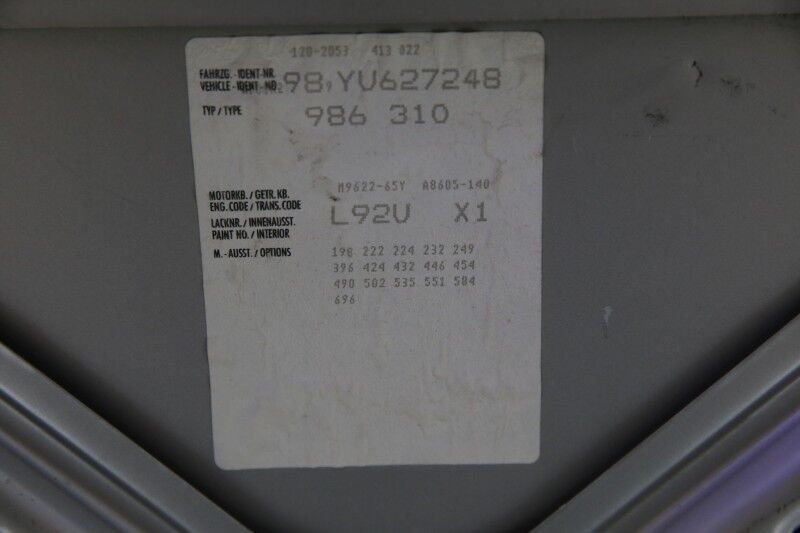 120-2053 413 022
FAHRZG.-IDENT-NR.
VEHICLE-IDENT-NO. 98 YU627248
TYP / TYPE 986 310
M9622-65Y A8605-140
MOTORKB. / GETR. KB.
ENG. CODE / TRANS. CODE
LACKNR. / INNENAUSST. L92U X1
PAINT NO. / INTERIOR
M.-AUSST. / OPTIONS 198 222 224 232 249
396 424 432 446 454
490 502 535 551 584
696